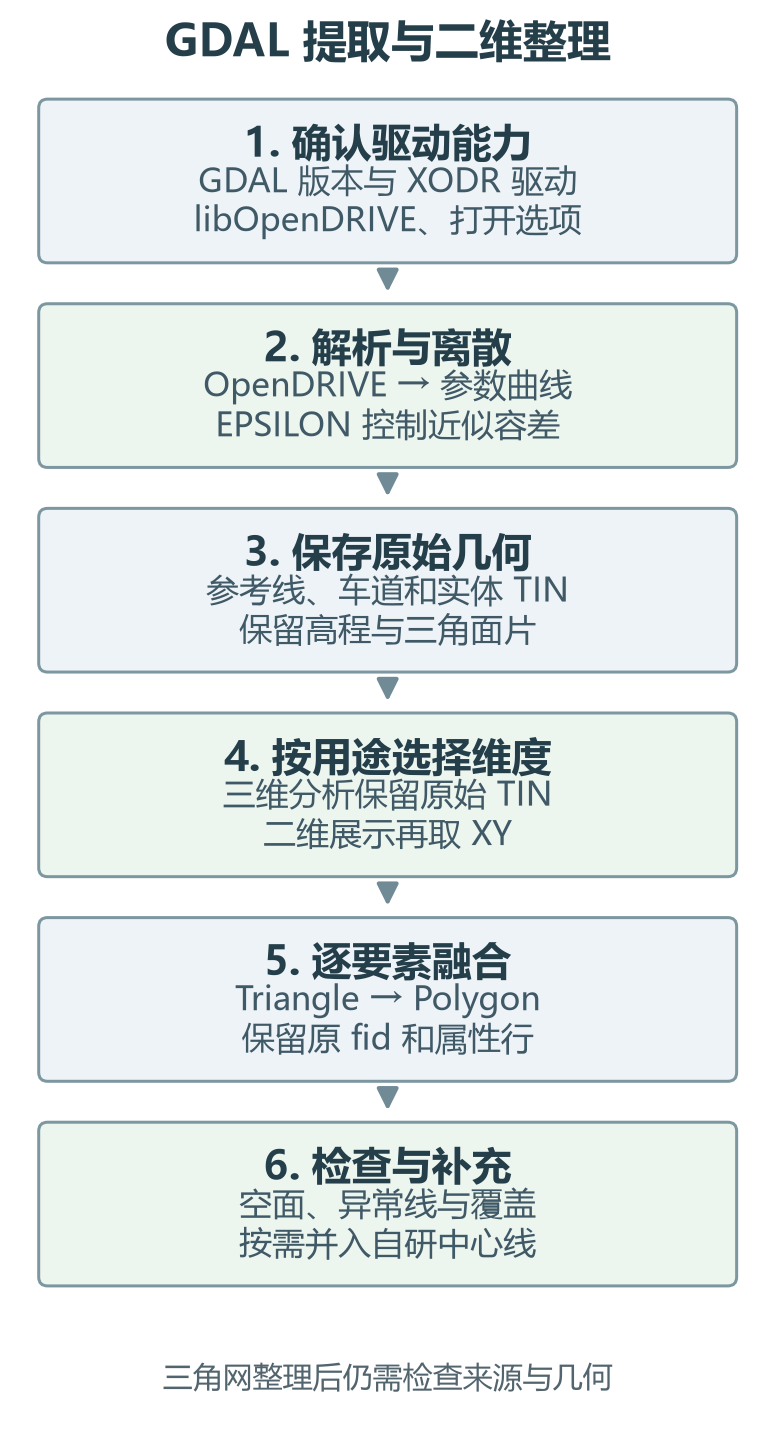 GDAL 提取与二维整理
1. 确认驱动能力
GDAL 版本与 XODR 驱动
libOpenDRIVE、打开选项
2. 解析与离散
OpenDRIVE → 参数曲线
EPSILON 控制近似容差
3. 保存原始几何
参考线、车道和实体 TIN
保留高程与三角面片
4. 按用途选择维度
三维分析保留原始 TIN
二维展示再取 XY
5. 逐要素融合
Triangle → Polygon
保留原 fid 和属性行
6. 检查与补充
空面、异常线与覆盖
按需并入自研中心线
三角网整理后仍需检查来源与几何